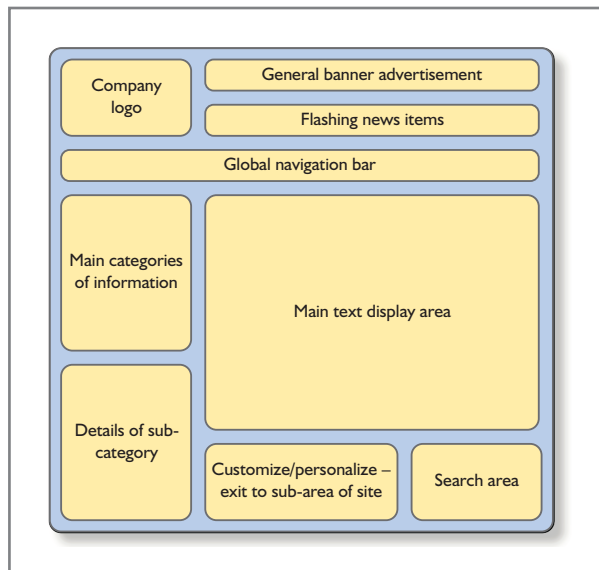 Company
logo
General banner advertisement
Flashing news items
Global navigation bar
Main categories
of information
Main text display area
Details of sub-
category
Customize/personalize –
exit to sub-area of site
Search area